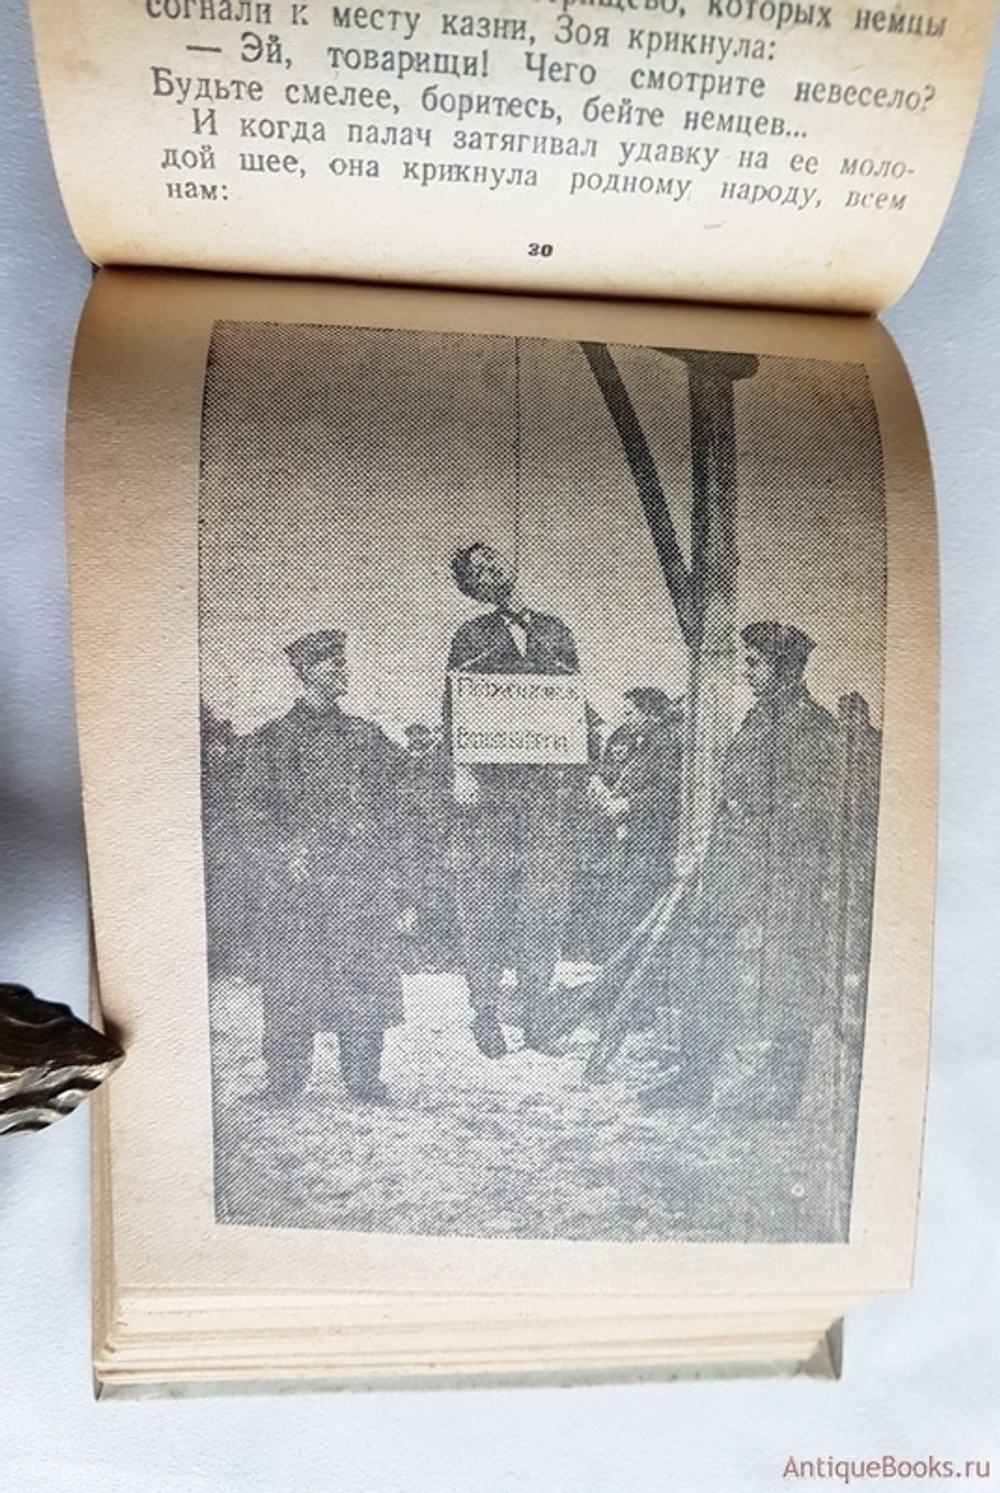 согнали к месту казни, Зоя крикнула:
— Эй, товарищи! Чего смотрите невесело?
Будьте смелее, боритесь, бейте немцев...
И когда палач затягивал удавку на ее моло-
дой шее, она крикнула родному народу, всем
нам:
30
AntiqueBooks.ru